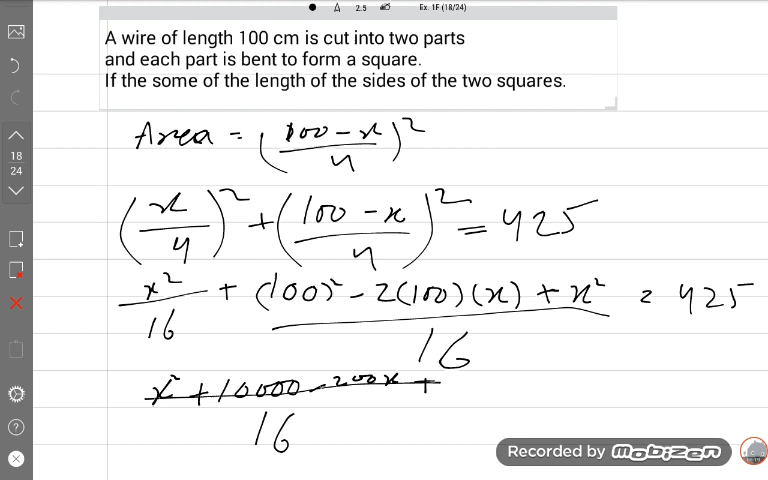 A 2.5 Ex. 1F (18/24)
A wire of length 100 cm is cut into two parts
and each part is bent to form a square.
If the some of the length of the sides of the two squares.
Area = (100 - x / 4)²
(x / 4)² + (100 - x / 4)² = 425
x² / 16 + (100)² - 2(100)(x) + x² / 16 = 425
x² + 10000 - 200x + / 16
18
24
Recorded by mobizen